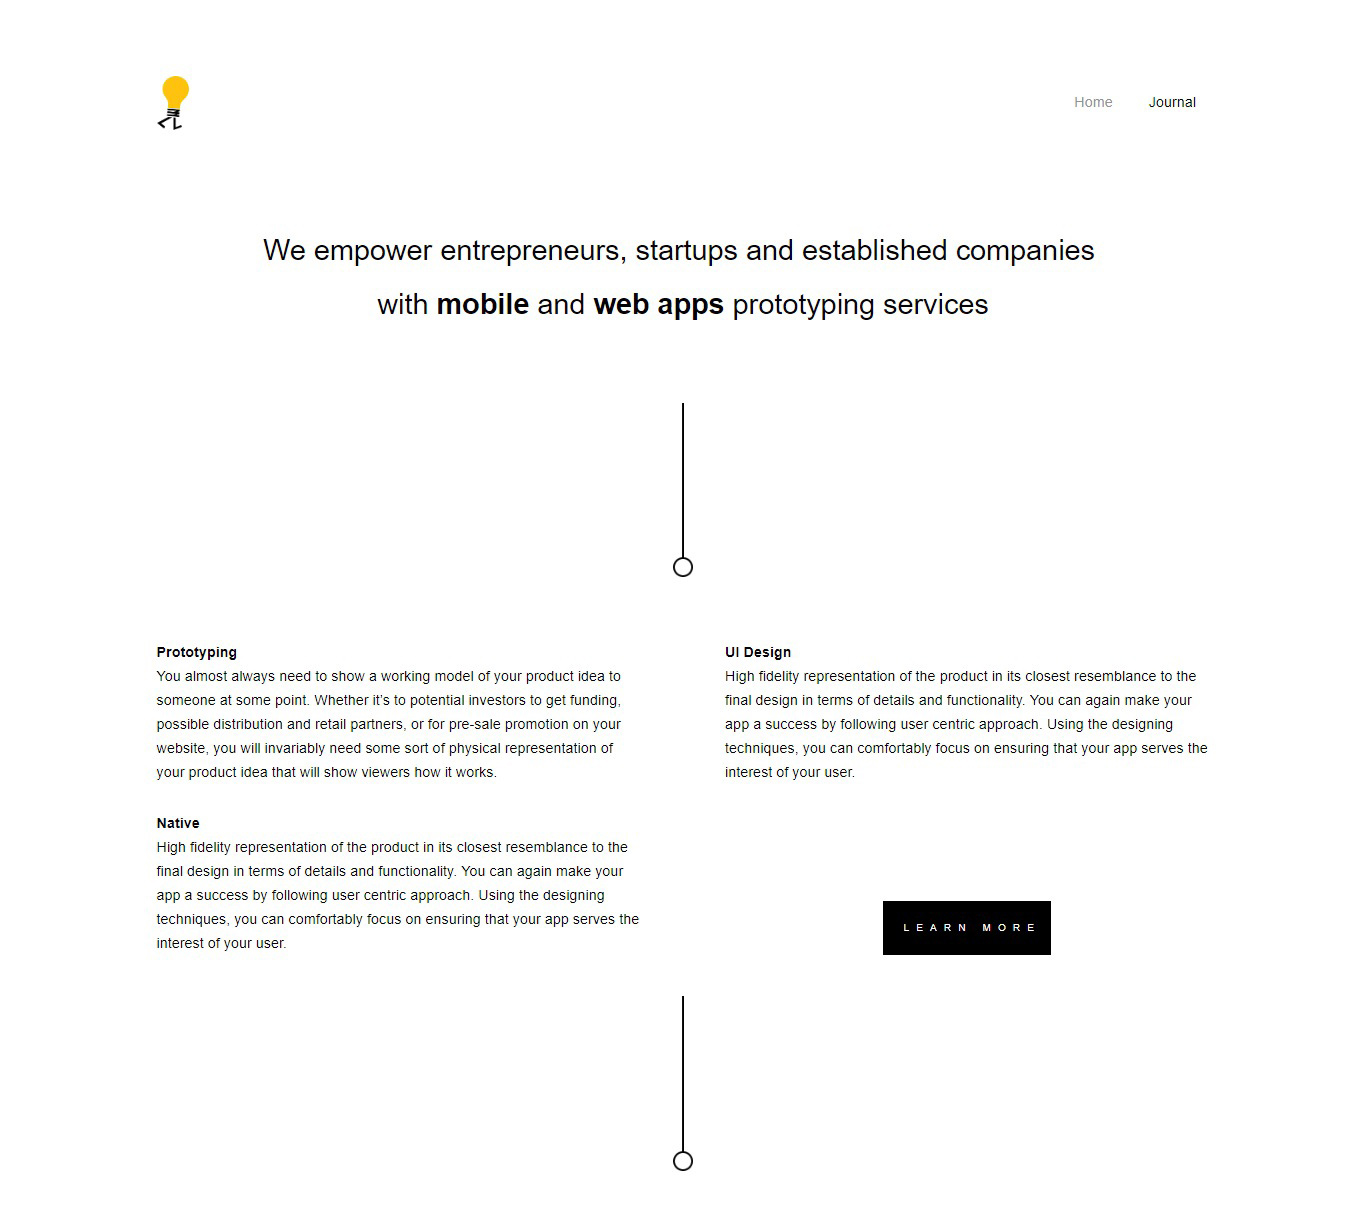 Home Journal
We empower entrepreneurs, startups and established companies
with mobile and web apps prototyping services
Prototyping
You almost always need to show a working model of your product idea to
someone at some point. Whether it's to potential investors to get funding,
possible distribution and retail partners, or for pre-sale promotion on your
website, you will invariably need some sort of physical representation of
your product idea that will show viewers how it works.
UI Design
High fidelity representation of the product in its closest resemblance to the
final design in terms of details and functionality. You can again make your
app a success by following user centric approach. Using the designing
techniques, you can comfortably focus on ensuring that your app serves the
interest of your user.
Native
High fidelity representation of the product in its closest resemblance to the
final design in terms of details and functionality. You can again make your
app a success by following user centric approach. Using the designing
techniques, you can comfortably focus on ensuring that your app serves the
interest of your user.
LEARN MORE